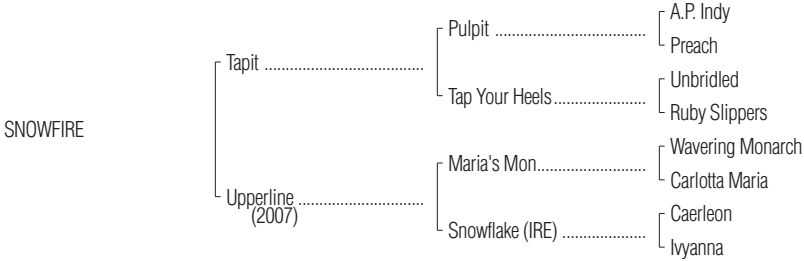 A.P. Indy
Pulpit ......................................
Preach
Tapit ........................................
Unbridled
Tap Your Heels.......................
Ruby Slippers
SNOWFIRE
Wavering Monarch
Maria's Mon...........................
Carlotta Maria
Upperline ................................
(2007)
Caerleon
Snowflake (IRE) .....................
Ivyanna